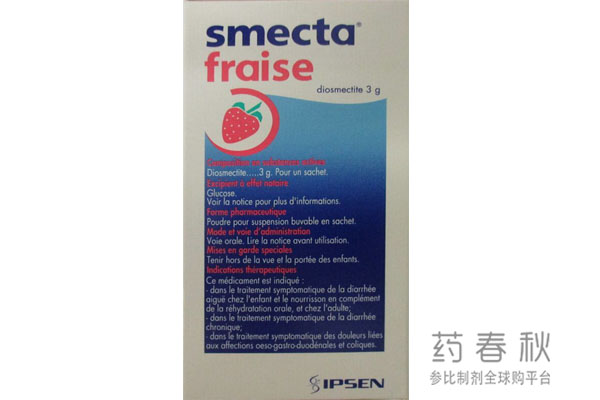 smecta®
fraise
diosmectite 3 g
Composition en substances actives
Diosmectite.....3 g. Pour un sachet.
Excipient à effet notoire
Glucose.
Voir la notice pour plus d'informations.
Forme pharmaceutique
Poudre pour suspension buvable en sachet.
Mode et voie d'administration
Voie orale. Lire la notice avant utilisation.
Mises en garde speciales
Tenir hors de la vue et la portée des enfants.
Indications thérapeutiques
Ce médicament est indiqué :
- dans le traitement symptomatique de la diarrhée
aiguë chez l'enfant et le nourrisson en complément
de la réhydratation orale, et chez l'adulte;
- dans le traitement symptomatique de la diarrhée
chronique;
- dans le traitement symptomatique des douleurs liées
aux affections oeso-gastro-duodénales et coliques.
IPSEN
药春秋
参比制剂全球购平台